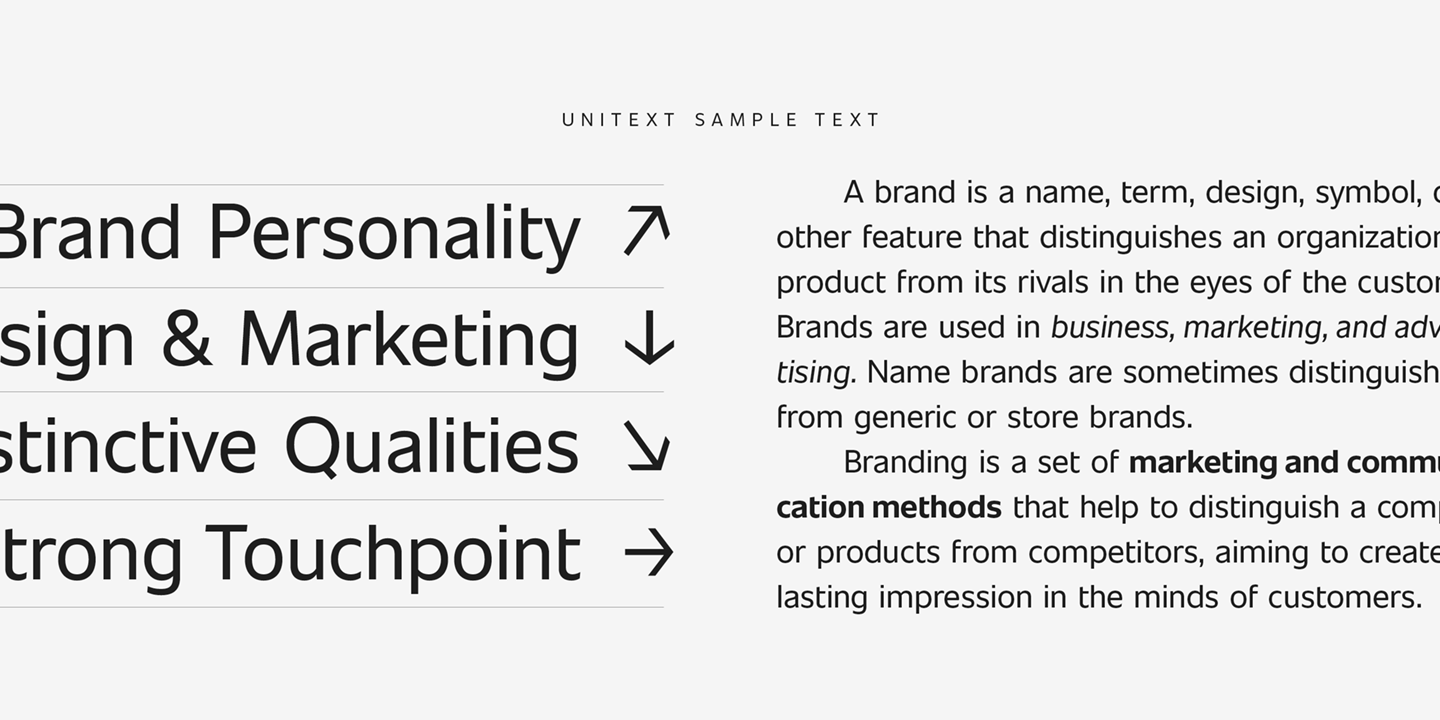 UNITEXT SAMPLE TEXT
Brand Personality ↗
sign & Marketing ↓
stinctive Qualities ↘
trong Touchpoint →
A brand is a name, term, design, symbol, o
other feature that distinguishes an organization
product from its rivals in the eyes of the custom
Brands are used in business, marketing, and adv
tising. Name brands are sometimes distinguish
from generic or store brands.
Branding is a set of marketing and commu
cation methods that help to distinguish a comp
or products from competitors, aiming to create
lasting impression in the minds of customers.